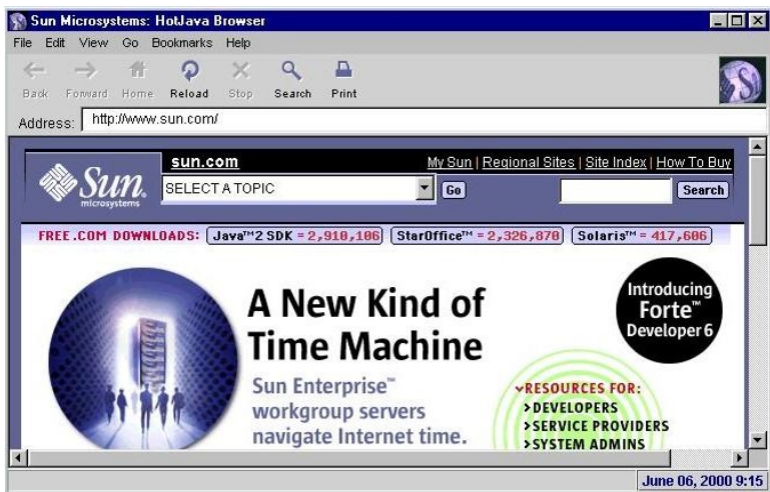 Sun Microsystems: HotJava Browser
File Edit View Go Bookmarks Help
Back Forward Home Reload Stop Search Print
Address: http://www.sun.com/
sun.com My Sun | Regional Sites | Site Index | How To Buy
Sun microsystems SELECT A TOPIC Go Search
FREE.COM DOWNLOADS: Java™2 SDK = 2,910,106 StarOffice™ = 2,326,870 Solaris™ = 417,606
A New Kind of
Time Machine
Sun Enterprise™
workgroup servers
navigate Internet time.
Introducing
Forte™
Developer 6
RESOURCES FOR:
>DEVELOPERS
>SERVICE PROVIDERS
>SYSTEM ADMINS
June 06, 2000 9:15